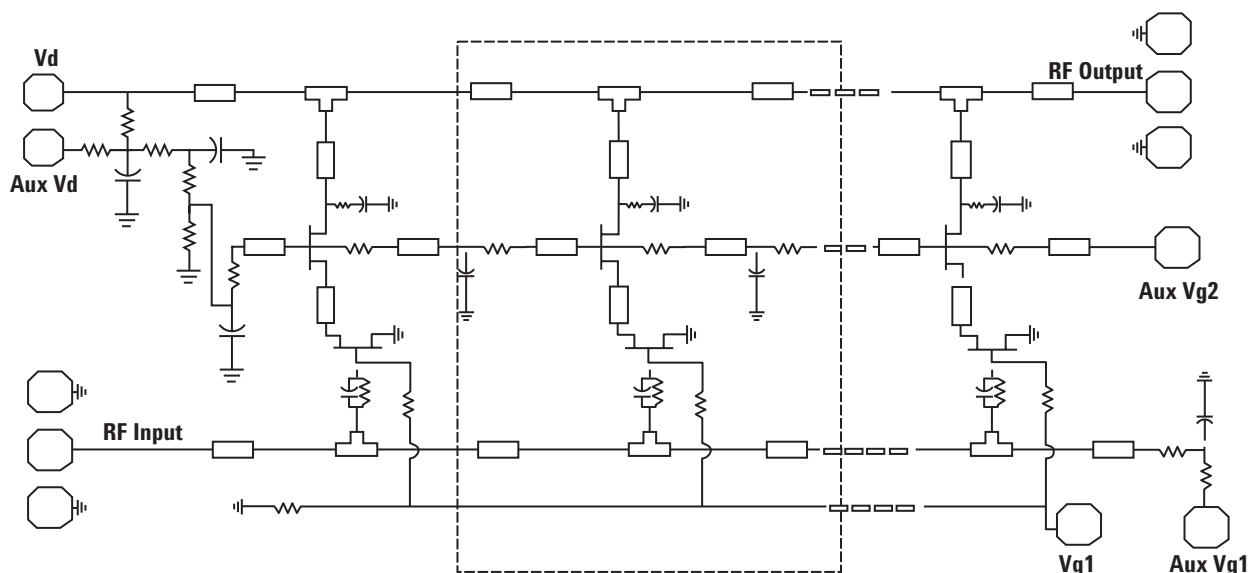 Vd
RF Output
Aux Vd
Aux Vg2
RF Input
Vg1
Aux Vg1